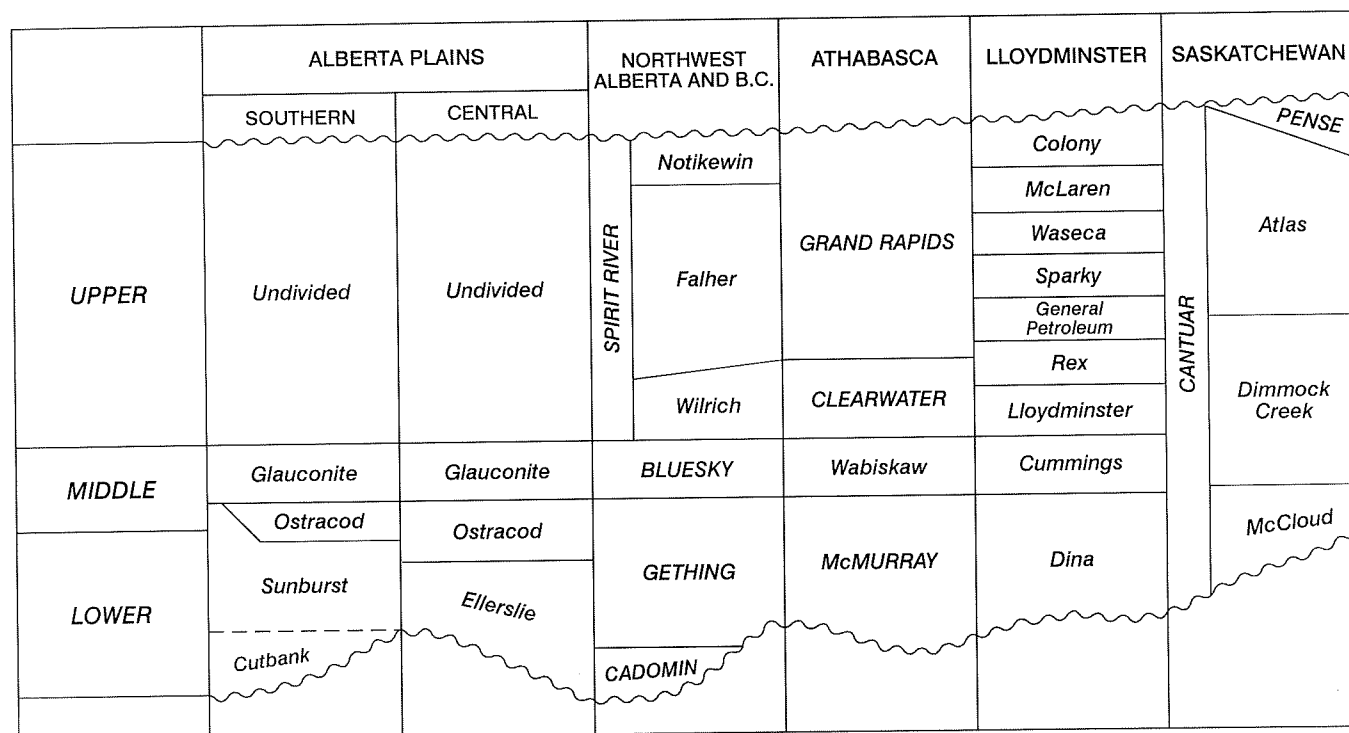 ALBERTA PLAINS
NORTHWEST
ALBERTA AND B.C.
ATHABASCA
LLOYDMINSTER
SASKATCHEWAN
SOUTHERN
CENTRAL
UPPER
Undivided
Undivided
SPIRIT RIVER
Notikewin
Falher
Wilrich
GRAND RAPIDS
CLEARWATER
Colony
McLaren
Waseca
Sparky
General
Petroleum
Rex
Lloydminster
CANTUAR
PENSE
Atlas
Dimmock
Creek
MIDDLE
Glauconite
Glauconite
BLUESKY
Wabiskaw
Cummings
McCloud
LOWER
Ostracod
Sunburst
Cutbank
Ostracod
Ellerslie
GETHING
CADOMIN
McMURRAY
Dina